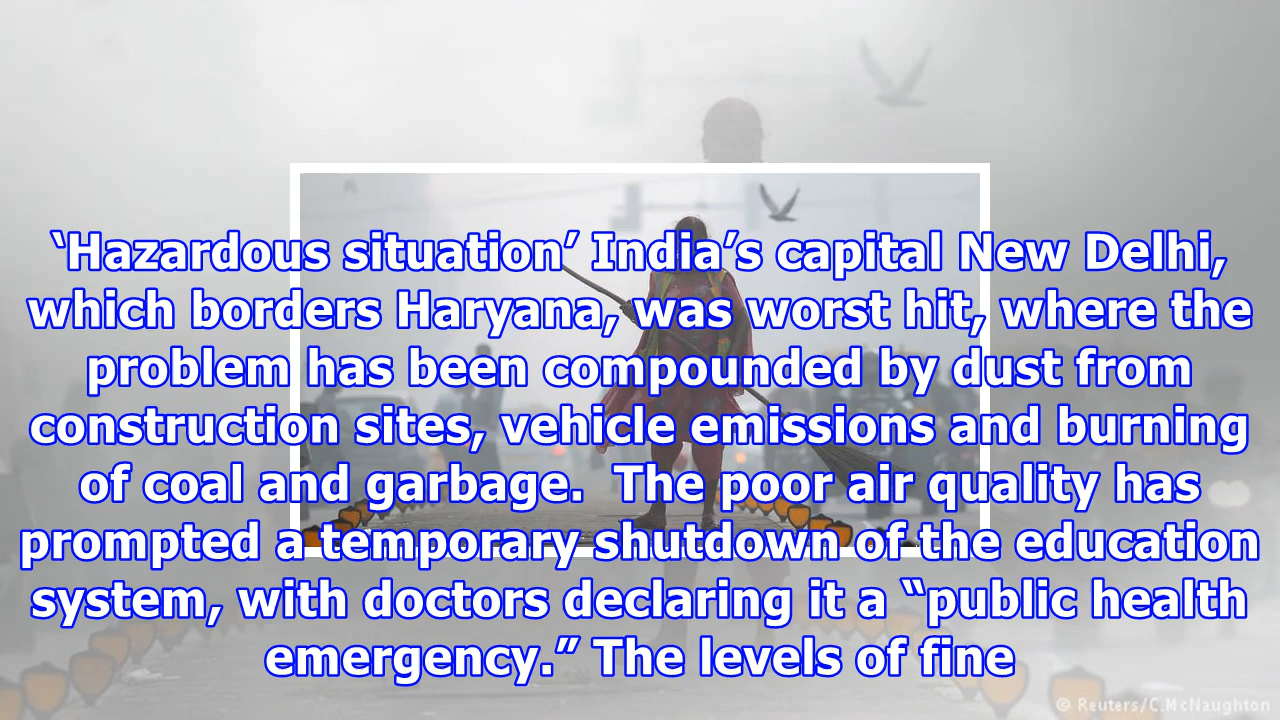 ‘Hazardous situation’ India’s capital New Delhi,
which borders Haryana, was worst hit, where the
problem has been compounded by dust from
construction sites, vehicle emissions and burning
of coal and garbage.  The poor air quality has
prompted a temporary shutdown of the education
system, with doctors declaring it a “public health
emergency.” The levels of fine
© Reuters/C.McNaughton